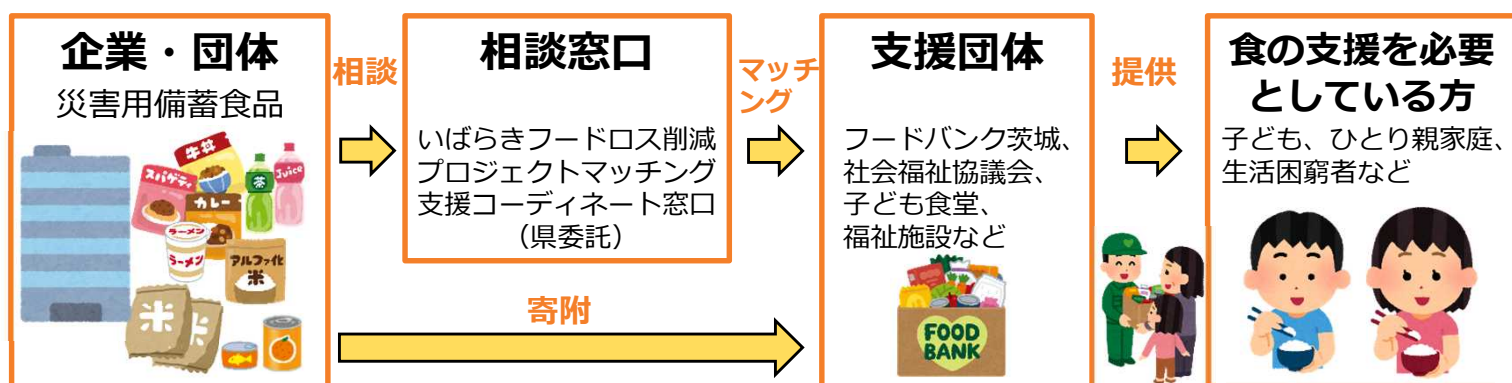 企業・団体
災害用備蓄食品
牛丼
スパゲティ
カレー
茶
Juice
ラーメン
ラーメン
アルファ化
米
米
米
相談
相談窓口
いばらきフードロス削減
プロジェクトマッチング
支援コーディネート窓口
（県委託）
マッチ
ング
寄附
支援団体
フードバンク茨城、
社会福祉協議会、
子ども食堂、
福祉施設など
FOOD
BANK
提供
食の支援を必要
としている方
子ども、ひとり親家庭、
生活困窮者など